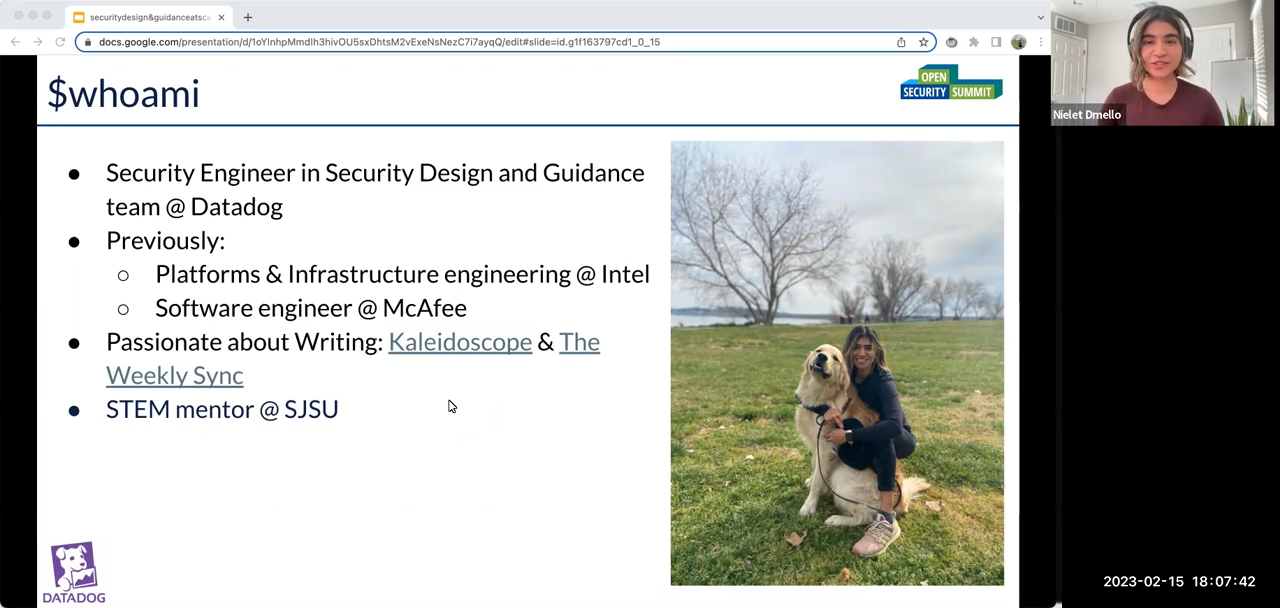 securitydesign&guidanceatsca
docs.google.com/presentation/d/1oYlnhpMmdIh3hivOU5sxDhtsM2vExeNsNezC7i7ayqQ/edit#slide=id.g1f163797cd1_0_15
$whoami
OPEN
SECURITY SUMMIT
Nielet Dmello
● Security Engineer in Security Design and Guidance
team @ Datadog
● Previously:
○ Platforms & Infrastructure engineering @ Intel
○ Software engineer @ McAfee
● Passionate about Writing: Kaleidoscope & The
Weekly Sync
● STEM mentor @ SJSU
DATADOG
2023-02-15 18:07:42